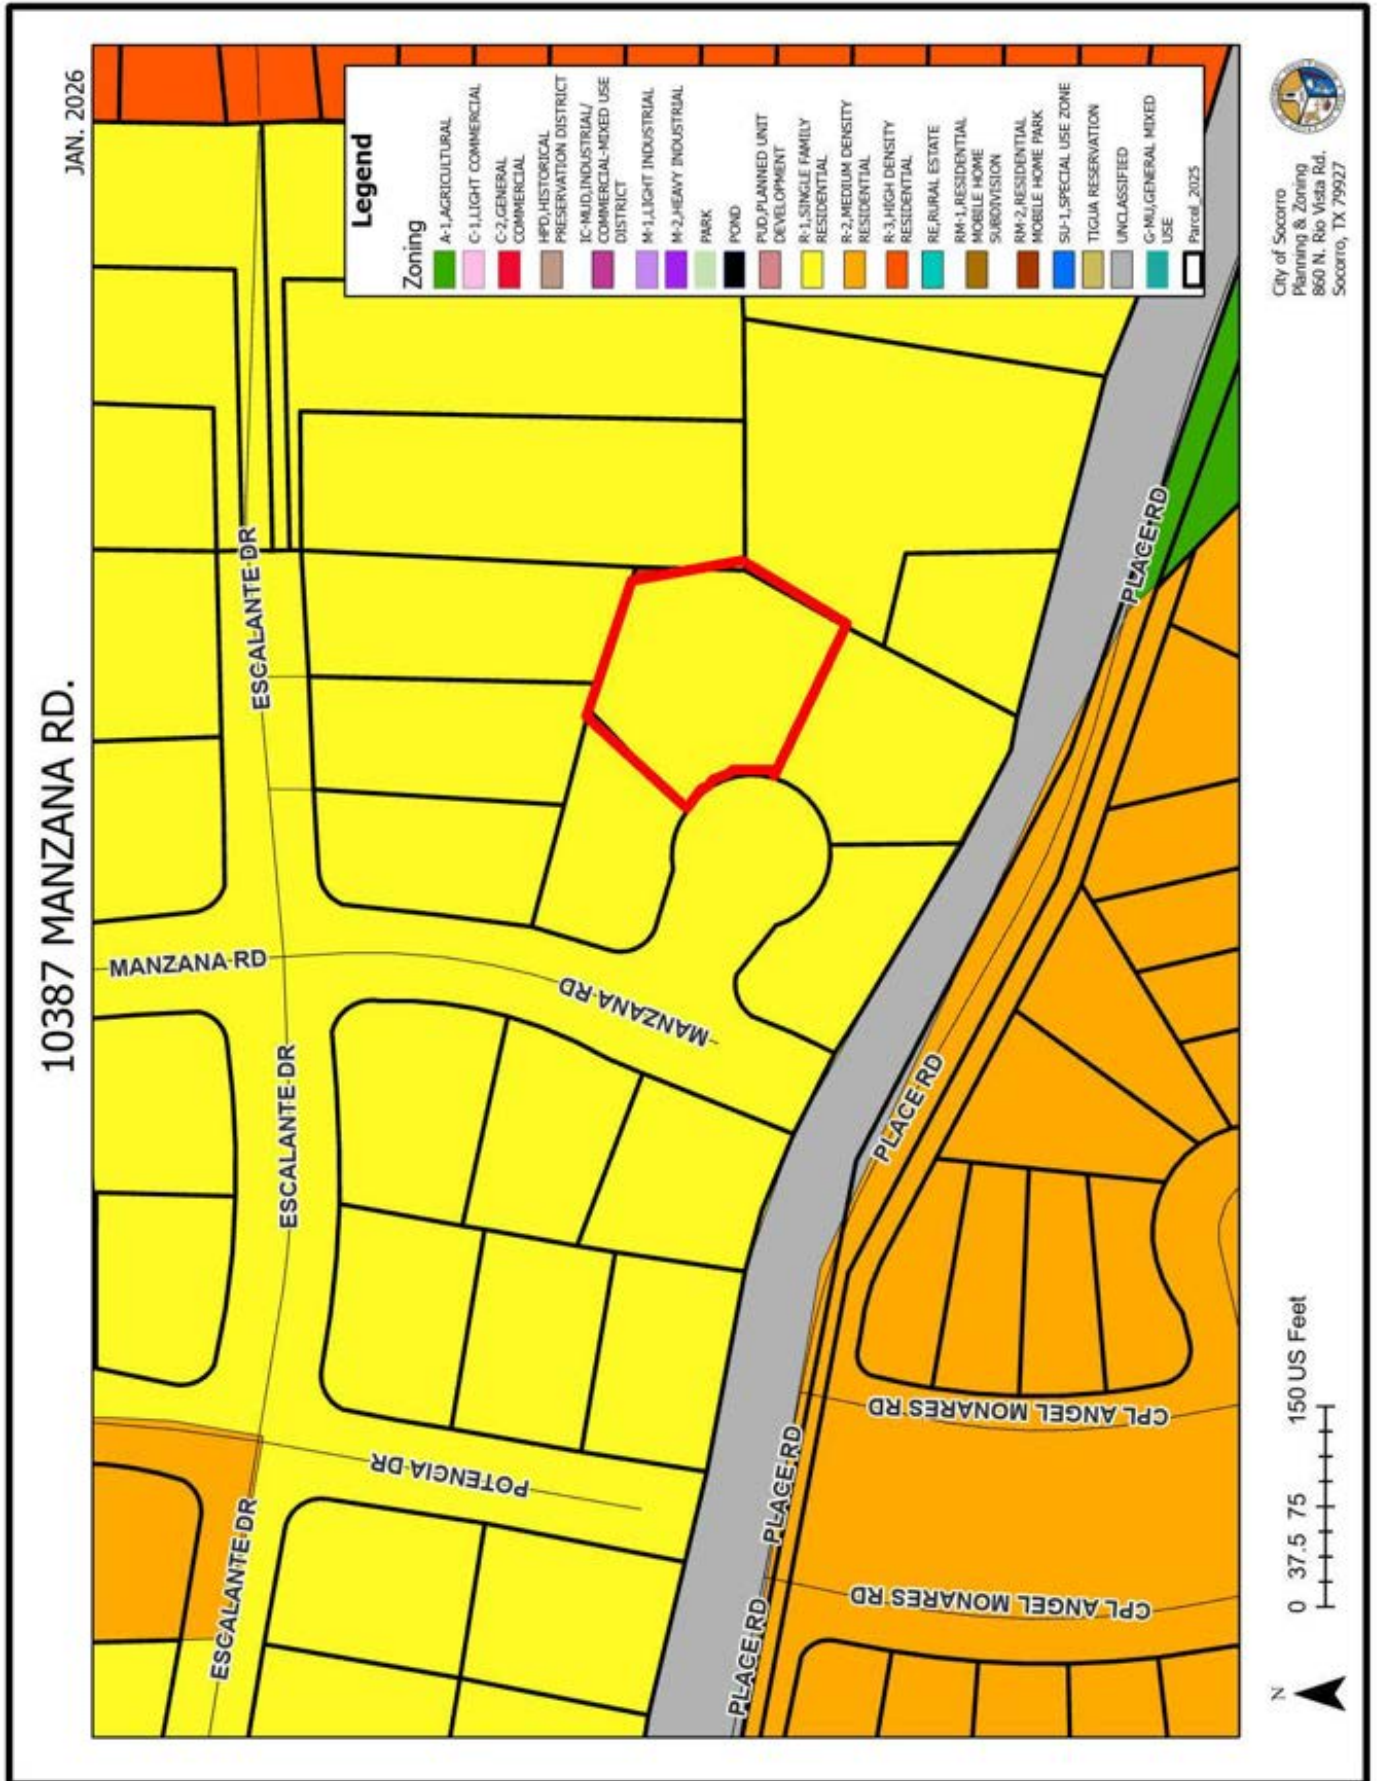 10387 MANZANA RD.
JAN. 2026
ESCALANTE DR
ESCALANTE DR
ESCALANTE DR
MANZANA RD
MANZANA RD
POTENCIA DR
PLACE RD
PLACE RD
PLACE RD
PLACE RD
CPL ANGEL MONARES RD
CPL ANGEL MONARES RD
Legend
Zoning
A-1,AGRICULTURAL
C-1,LIGHT COMMERCIAL
C-2,GENERAL
COMMERCIAL
HPD,HISTORICAL
PRESERVATION DISTRICT
IC-MUD,INDUSTRIAL/
COMMERCIAL-MIXED USE
DISTRICT
M-1,LIGHT INDUSTRIAL
M-2,HEAVY INDUSTRIAL
PARK
POND
PUD,PLANNED UNIT
DEVELOPMENT
R-1,SINGLE FAMILY
RESIDENTIAL
R-2,MEDIUM DENSITY
RESIDENTIAL
R-3,HIGH DENSITY
RESIDENTIAL
RE,RURAL ESTATE
RM-1,RESIDENTIAL
MOBILE HOME
SUBDIVISION
RM-2,RESIDENTIAL
MOBILE HOME PARK
SU-1,SPECIAL USE ZONE
TIGUA RESERVATION
UNCLASSIFIED
G-MU,GENERAL MIXED
USE
Parcel_2025
N
0 37.5 75 150 US Feet
City of Socorro
Planning & Zoning
860 N. Rio Vista Rd.
Socorro, TX 79927